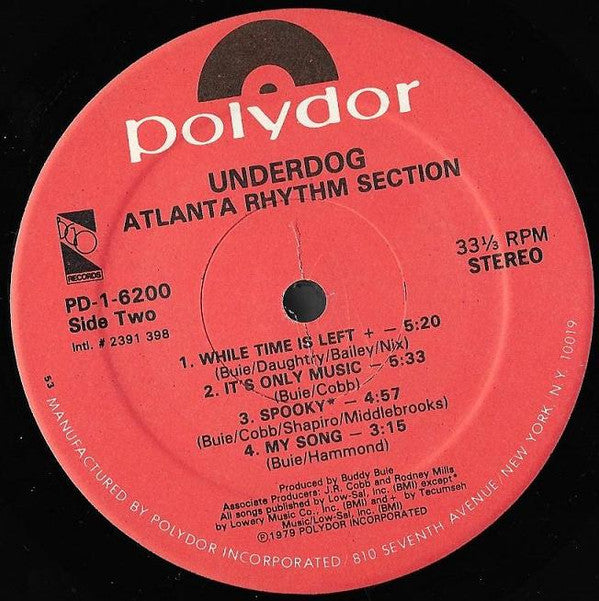 polydor
UNDERDOG
ATLANTA RHYTHM SECTION
BGO
RECORDS
33⅓ RPM
STEREO
PD-1-6200
Side Two
Intl. # 2391 398
1. WHILE TIME IS LEFT + – 5:20
(Buie/Daughtry/Bailey/Nix)
2. IT'S ONLY MUSIC – 5:33
(Buie/Cobb)
3. SPOOKY* – 4:57
(Buie/Cobb/Shapiro/Middlebrooks)
4. MY SONG – 3:15
(Buie/Hammond)
Produced by Buddy Buie
Associate Producers: J.R. Cobb and Rodney Mills
All songs published by Low-Sal, Inc. (BMI) except*
by Lowery Music Co., Inc. (BMI) and + by Tecumseh
Music/Low-Sal, Inc. (BMI)
©1979 POLYDOR INCORPORATED
53
MANUFACTURED BY POLYDOR INCORPORATED/810 SEVENTH AVENUE, NEW YORK, N.Y. 10019